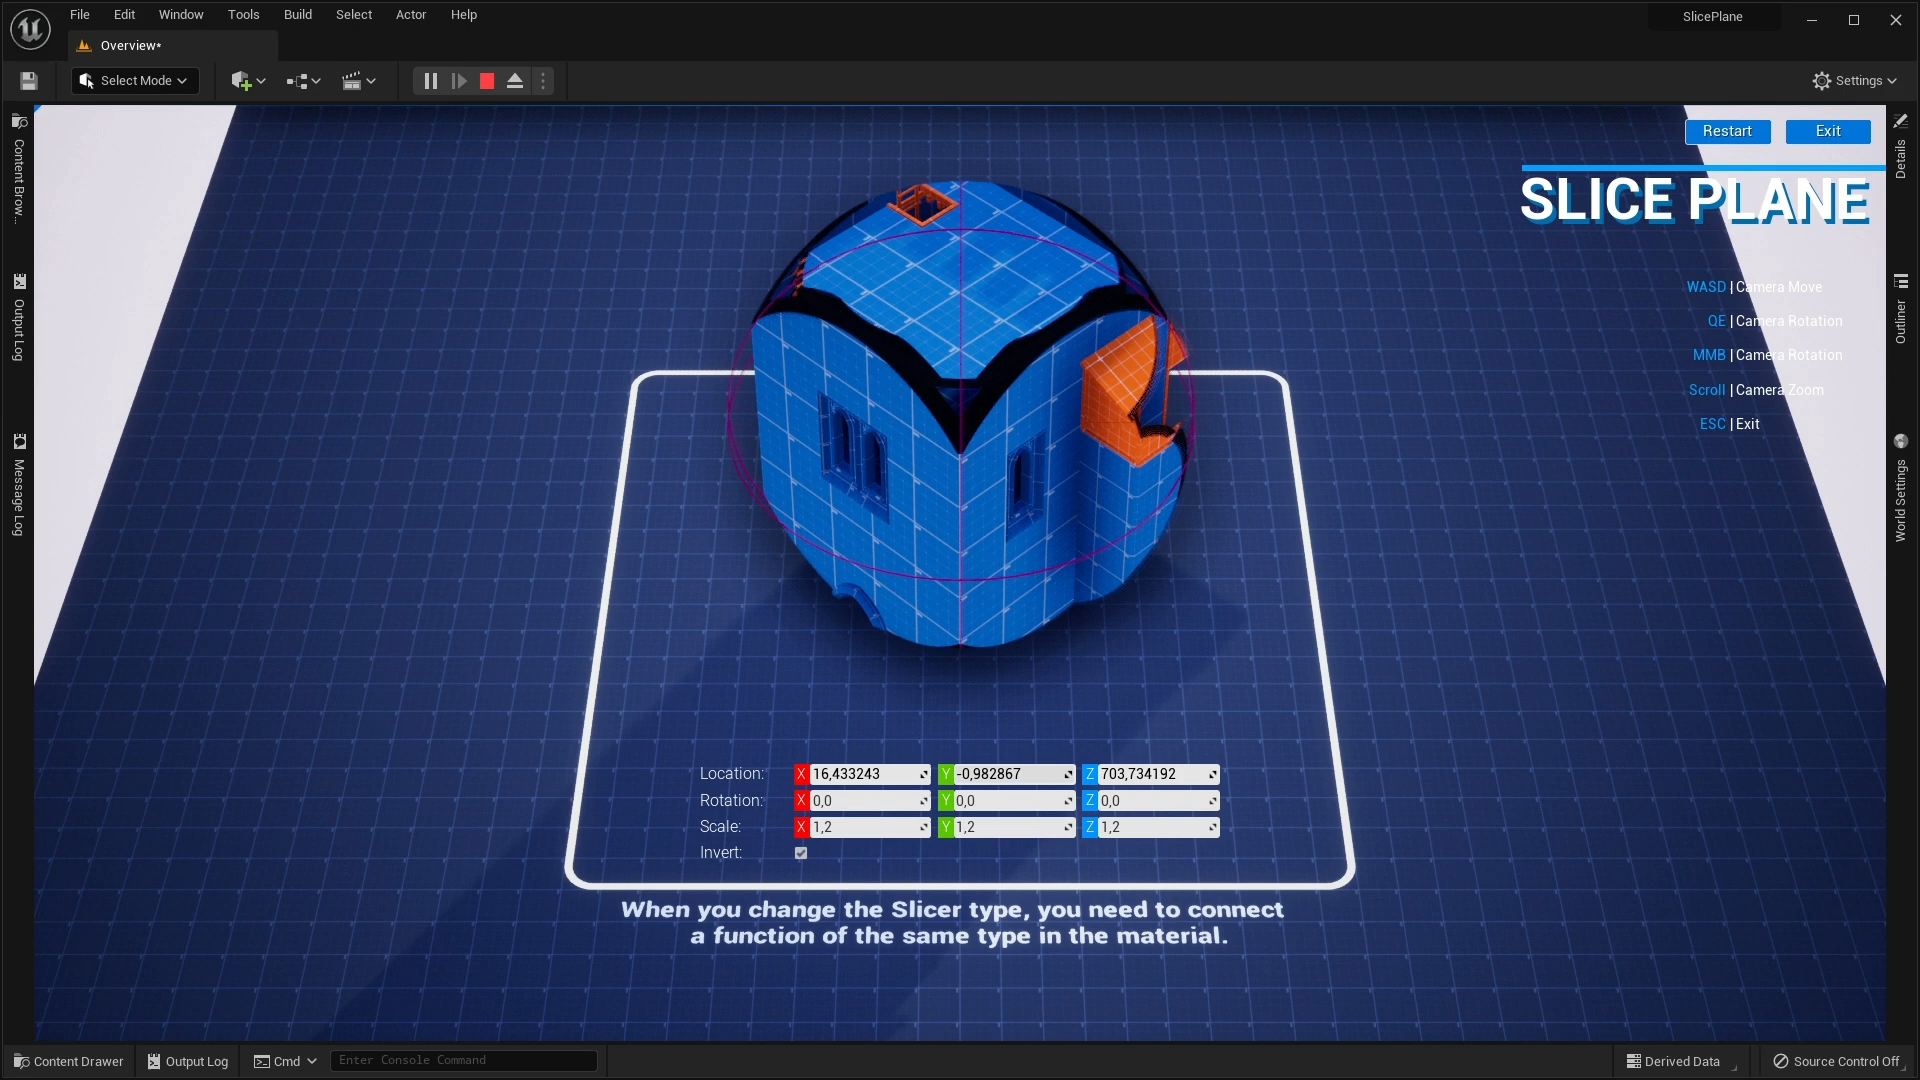 File Edit Window Tools Build Select Actor Help
SlicePlane
Overview*
Select Mode
Settings
Restart Exit
SLICE PLANE
WASD | Camera Move
QE | Camera Rotation
MMB | Camera Rotation
Scroll | Camera Zoom
ESC | Exit
Content Brow...
Output Log
Message Log
Details
Outliner
World Settings
Location: X 16,433243 Y -0,982867 Z 703,734192
Rotation: X 0,0 Y 0,0 Z 0,0
Scale: X 1,2 Y 1,2 Z 1,2
Invert:
When you change the Slicer type, you need to connect
a function of the same type in the material.
Content Drawer Output Log Cmd Enter Console Command Derived Data Source Control Off